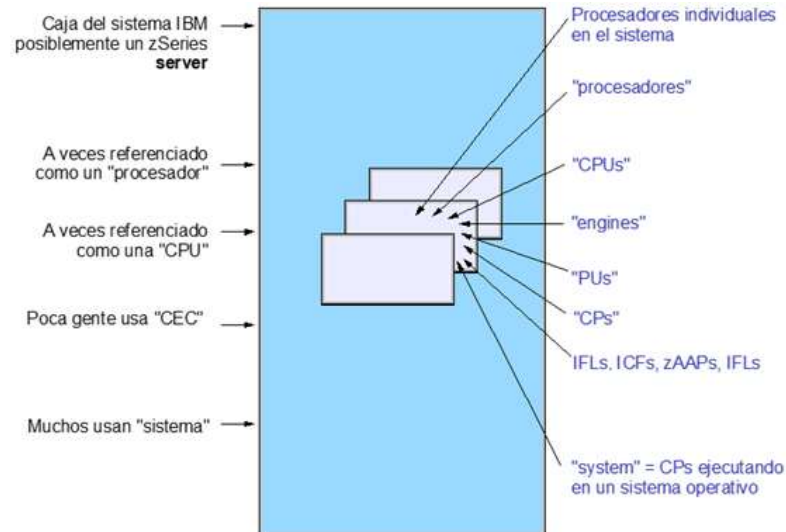 Caja del sistema IBM
posiblemente un zSeries
server
A veces referenciado
como un "procesador"
A veces referenciado
como una "CPU"
Poca gente usa "CEC"
Muchos usan "sistema"
Procesadores individuales
en el sistema
"procesadores"
"CPUs"
"engines"
"PUs"
"CPs"
IFLs, ICFs, zAAPs, IFLs
"system" = CPs ejecutando
en un sistema operativo